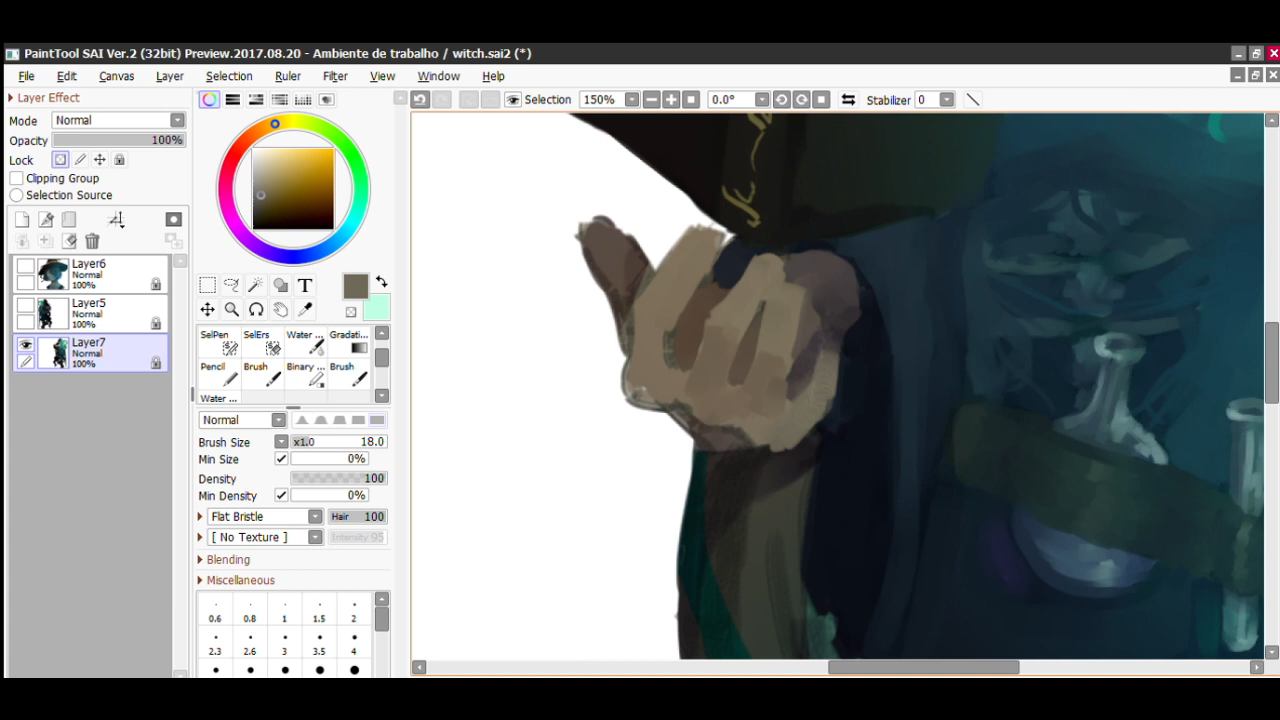 PaintTool SAI Ver.2 (32bit) Preview.2017.08.20 - Ambiente de trabalho / witch.sai2 (*)
File Edit Canvas Layer Selection Ruler Filter View Window Help
Layer Effect
Mode Normal
Opacity 100%
Lock
Clipping Group
Selection Source
Layer6
Normal
100%
Layer5
Normal
100%
Layer7
Normal
100%
T
SelPen SelErs Water ... Gradati...
Pencil Brush Binary ... Brush
Water ...
Normal
Brush Size x1.0 18.0
Min Size 0%
Density 100
Min Density 0%
Flat Bristle Hair 100
[ No Texture ] Intensity 95
Blending
Miscellaneous
0.6 0.8 1 1.5 2
2.3 2.6 3 3.5 4
Selection 150% 0.0° Stabilizer 0